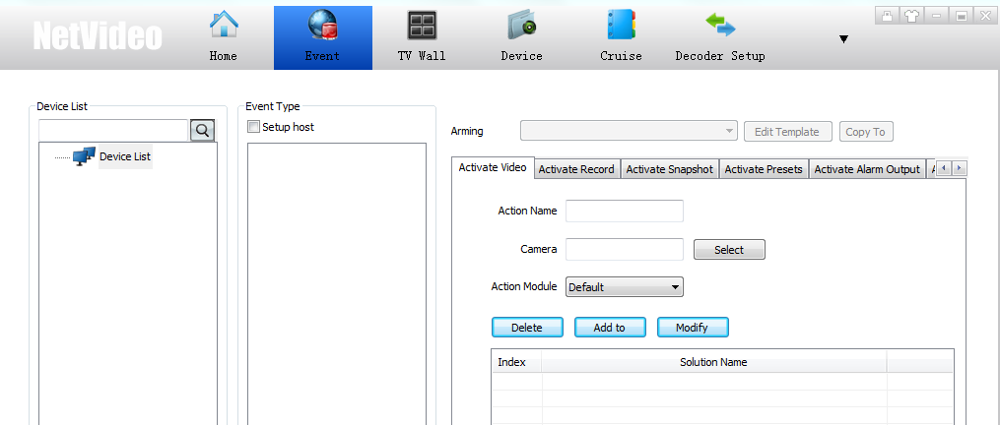 NetVideo
Home
Event
TV Wall
Device
Cruise
Decoder Setup
Device List
Event Type
Setup host
Device List
Arming
Edit Template
Copy To
Activate Video
Activate Record
Activate Snapshot
Activate Presets
Activate Alarm Output
Action Name
Camera
Select
Action Module
Default
Delete
Add to
Modify
Index
Solution Name